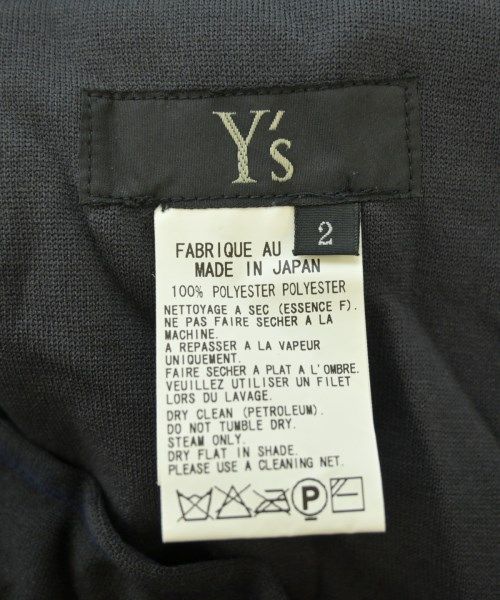 Y's
2
FABRIQUE AU
MADE IN JAPAN
100% POLYESTER POLYESTER
NETTOYAGE A SEC (ESSENCE F).
NE PAS FAIRE SECHER A LA
MACHINE.
A REPASSER A LA VAPEUR
UNIQUEMENT.
FAIRE SECHER A PLAT A L'OMBRE.
VEUILLEZ UTILISER UN FILET
LORS DU LAVAGE.
DRY CLEAN (PETROLEUM).
DO NOT TUMBLE DRY.
STEAM ONLY.
DRY FLAT IN SHADE.
PLEASE USE A CLEANING NET.
P